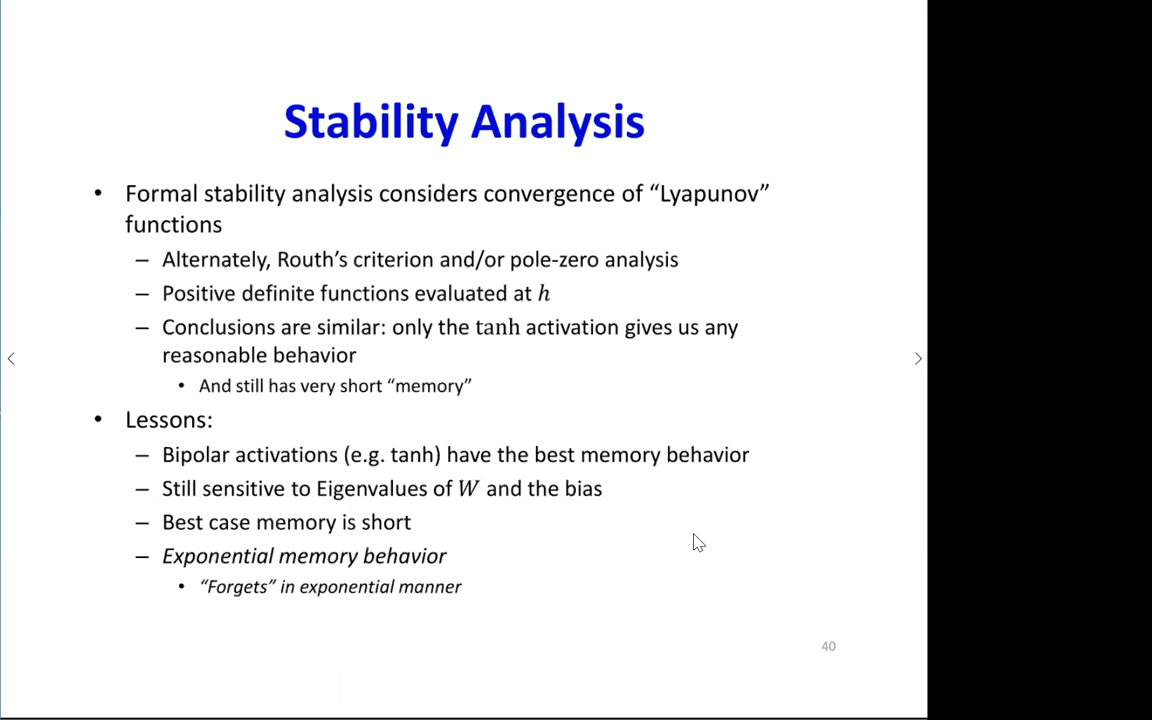 Stability Analysis
• Formal stability analysis considers convergence of “Lyapunov”
functions
– Alternately, Routh’s criterion and/or pole-zero analysis
– Positive definite functions evaluated at h
– Conclusions are similar: only the tanh activation gives us any
reasonable behavior
• And still has very short “memory”
• Lessons:
– Bipolar activations (e.g. tanh) have the best memory behavior
– Still sensitive to Eigenvalues of W and the bias
– Best case memory is short
– Exponential memory behavior
• “Forgets” in exponential manner
40